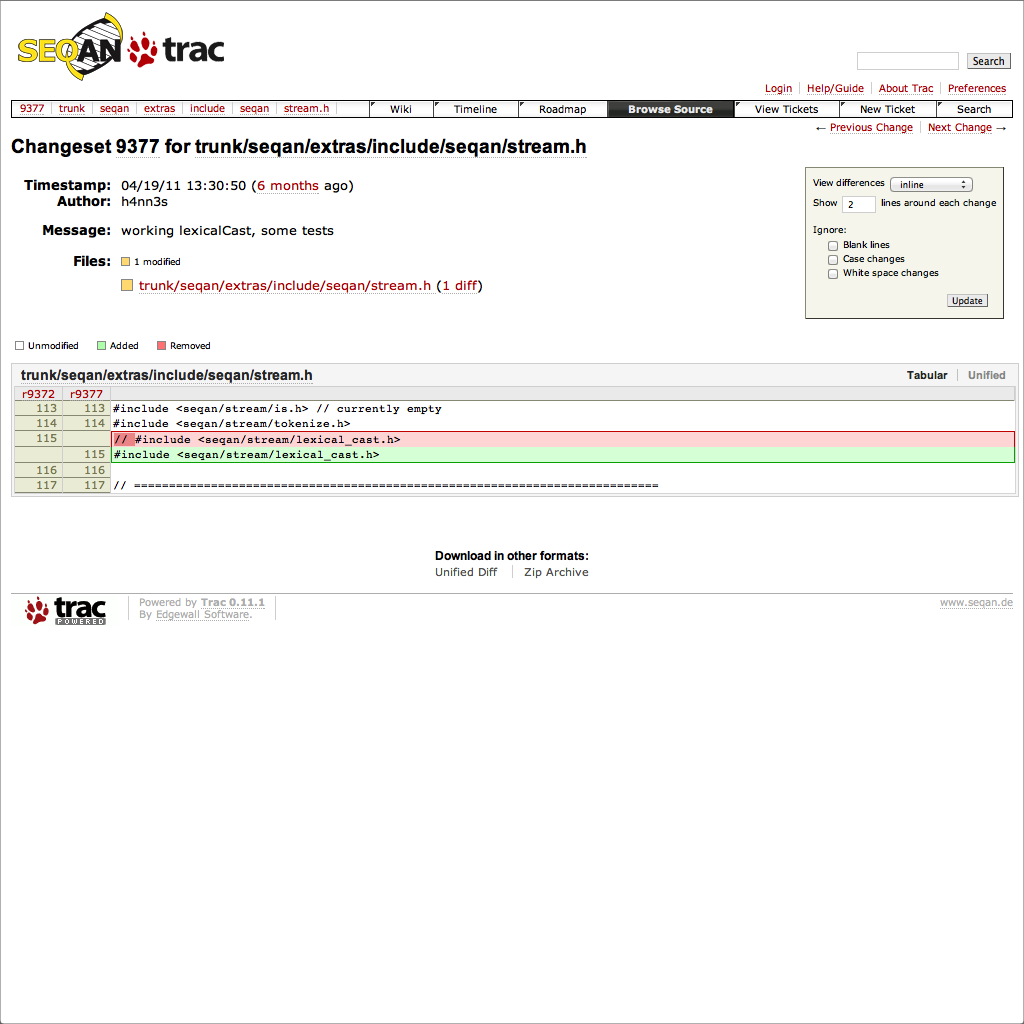 SEQAN trac
Search
Login Help/Guide About Trac Preferences
9377 trunk seqan extras include seqan stream.h Wiki Timeline Roadmap Browse Source View Tickets New Ticket Search
← Previous Change Next Change →
Changeset 9377 for trunk/seqan/extras/include/seqan/stream.h
Timestamp: 04/19/11 13:30:50 (6 months ago)
Author: h4nn3s
Message: working lexicalCast, some tests
Files: 1 modified
trunk/seqan/extras/include/seqan/stream.h (1 diff)
View differences inline
Show 2 lines around each change
Ignore:
Blank lines
Case changes
White space changes
Update
Unmodified Added Removed
trunk/seqan/extras/include/seqan/stream.h Tabular Unified
r9372 r9377
113 113 #include <seqan/stream/is.h> // currently empty
114 114 #include <seqan/stream/tokenize.h>
115 // #include <seqan/stream/lexical_cast.h>
115 #include <seqan/stream/lexical_cast.h>
116 116
117 117 // ===========================================================================
Download in other formats:
Unified Diff Zip Archive
trac POWERED
Powered by Trac 0.11.1
By Edgewall Software.
www.seqan.de